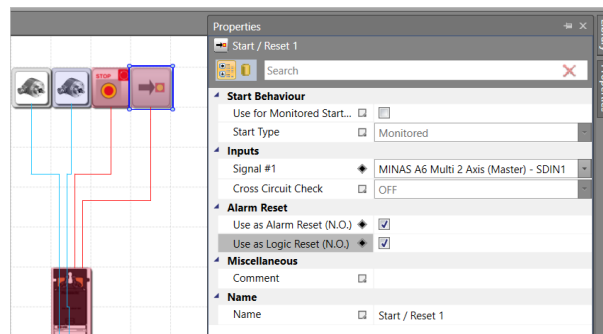 Properties
Start / Reset 1
Search
STOP
Start Behaviour
Use for Monitored Start...
Start Type Monitored
Inputs
Signal #1 MINAS A6 Multi 2 Axis (Master) - SDIN1
Cross Circuit Check OFF
Alarm Reset
Use as Alarm Reset (N.O.)
Use as Logic Reset (N.O.)
Miscellaneous
Comment
Name
Name Start / Reset 1